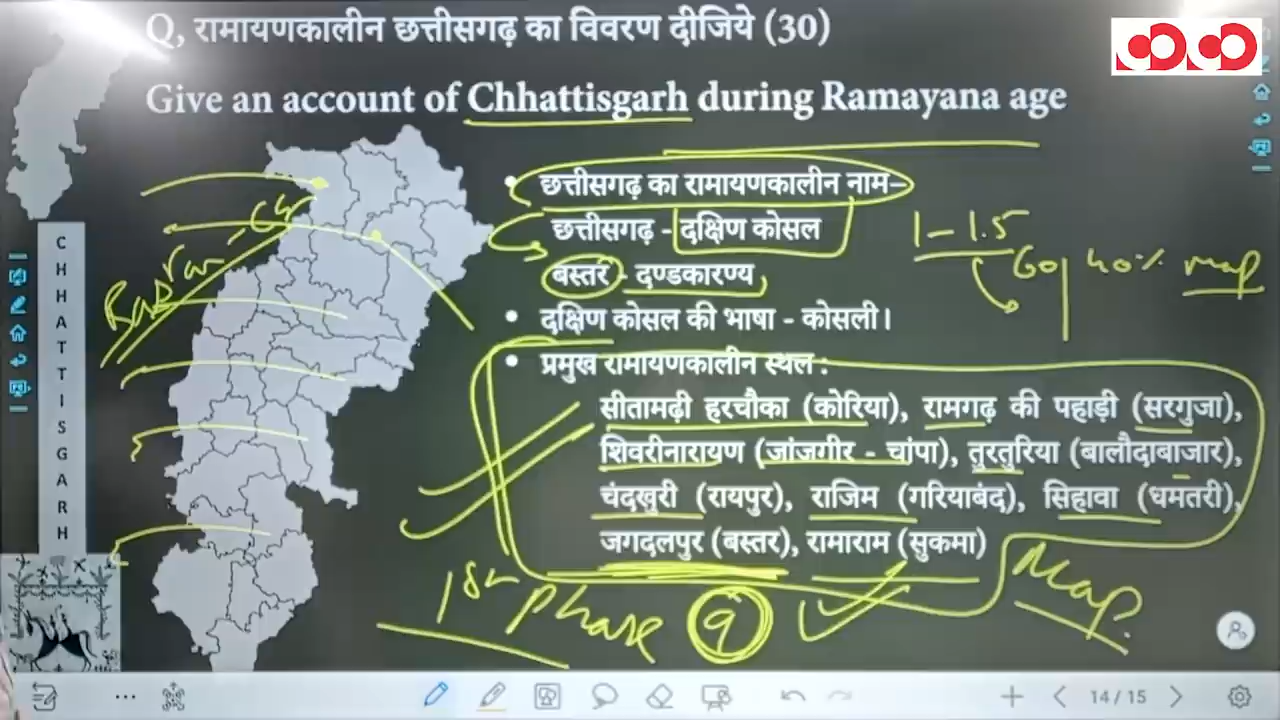 Q, रामायणकालीन छत्तीसगढ़ का विवरण दीजिये (30)
Give an account of Chhattisgarh during Ramayana age
• छत्तीसगढ़ का रामायणकालीन नाम–
छत्तीसगढ़ - दक्षिण कोसल
बस्तर - दण्डकारण्य
• दक्षिण कोसल की भाषा - कोसली।
• प्रमुख रामायणकालीन स्थल :
सीतामढ़ी हरचौका (कोरिया), रामगढ़ की पहाड़ी (सरगुजा),
शिवरीनारायण (जांजगीर - चांपा), तुरतुरिया (बालौदाबाजार),
चंदखुरी (रायपुर), राजिम (गरियाबंद), सिहावा (धमतरी),
जगदलपुर (बस्तर), रामाराम (सुकमा)
1 - 1.5
60 40% map
1st phase 9
Map
CHHATTISGARH
14 / 15